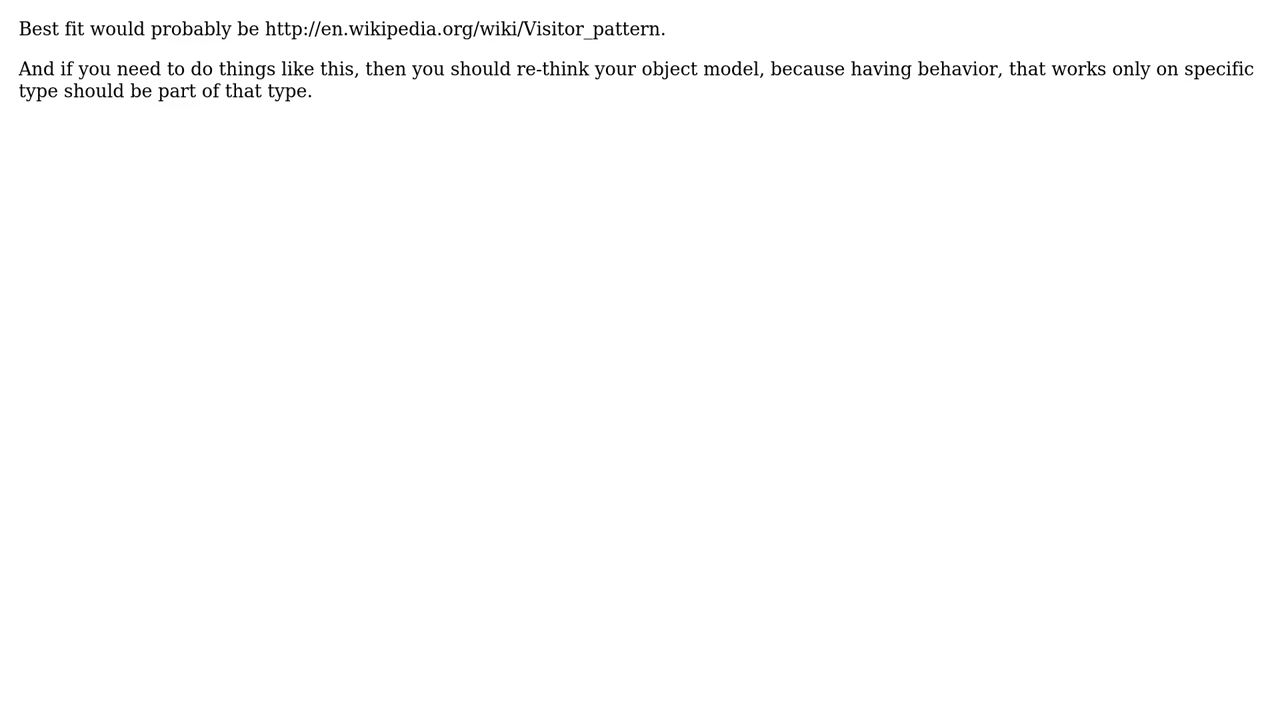 Best fit would probably be http://en.wikipedia.org/wiki/Visitor_pattern.
And if you need to do things like this, then you should re-think your object model, because having behavior, that works only on specific
type should be part of that type.